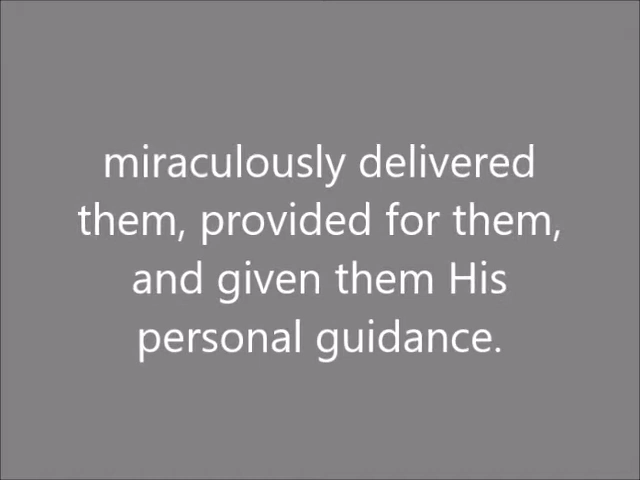 miraculously delivered
them, provided for them,
and given them His
personal guidance.